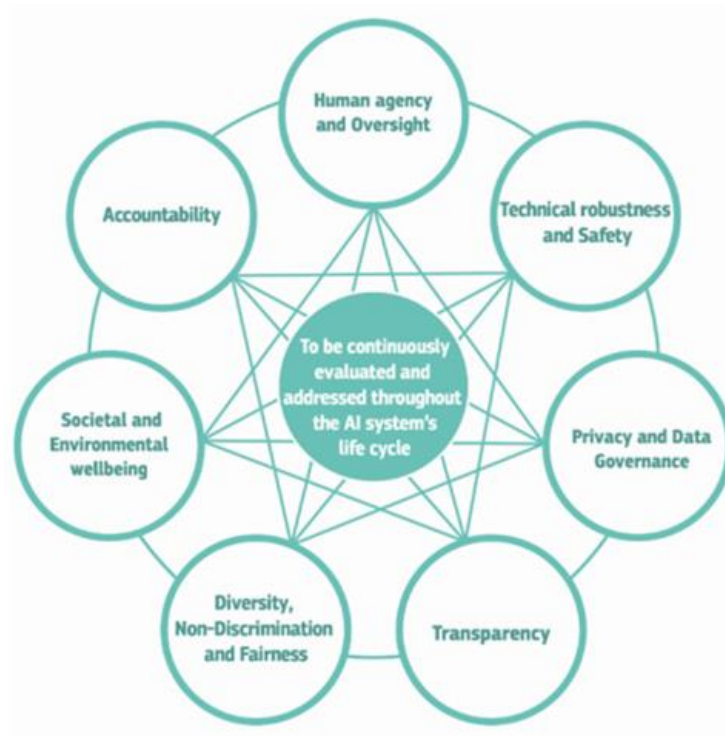 Human agency
and Oversight
Technical robustness
and Safety
Privacy and Data
Governance
Transparency
Diversity,
Non-Discrimination
and Fairness
Societal and
Environmental
wellbeing
Accountability
To be continuously
evaluated and
addressed throughout
the AI system's
life cycle